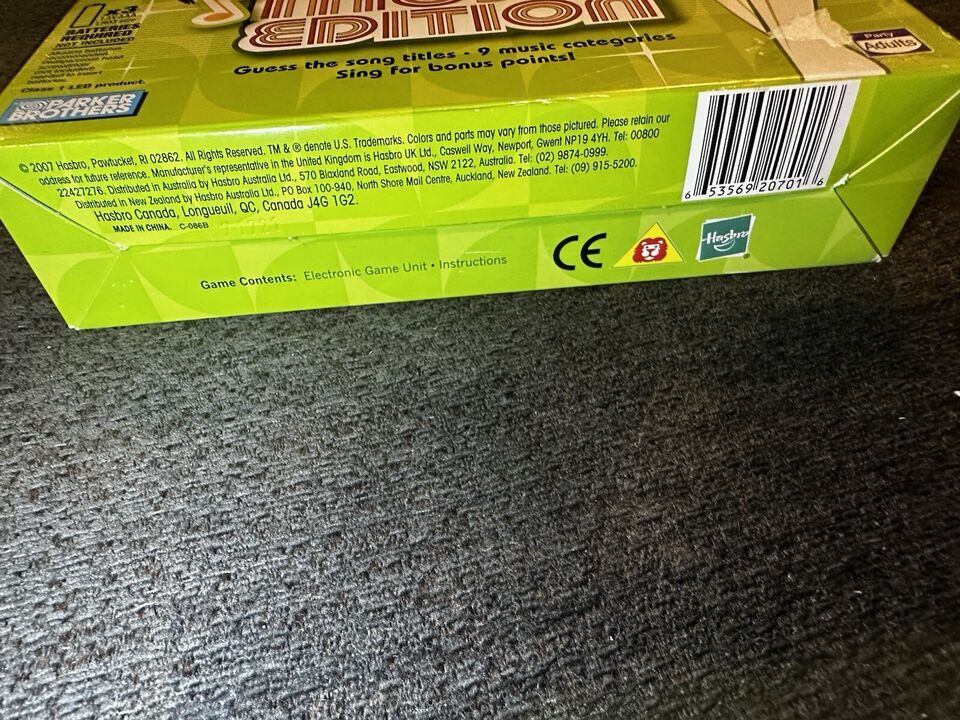 x3
BATTERIES
REQUIRED
NOT INCLUDED
Class 1 LED product.
EDITION
Guess the song titles • 9 music categories
Sing for bonus points!
Party
Adults
PARKER
BROTHERS
© 2007 Hasbro, Pawtucket, RI 02862. All Rights Reserved. TM & ® denote U.S. Trademarks. Colors and parts may vary from those pictured. Please retain our
address for future reference. Manufacturer's representative in the United Kingdom is Hasbro UK Ltd., Caswell Way, Newport, Gwent NP19 4YH. Tel: 00800
22427276. Distributed in Australia by Hasbro Australia Ltd., 570 Blaxland Road, Eastwood, NSW 2122, Australia. Tel: (02) 9874-0999.
Distributed in New Zealand by Hasbro Australia Ltd., PO Box 100-940, North Shore Mail Centre, Auckland, New Zealand. Tel: (09) 915-5200.
Hasbro Canada, Longueuil, QC, Canada J4G 1G2.
MADE IN CHINA. C-086B
6 53569 20701 6
Game Contents: Electronic Game Unit • Instructions
CE
Hasbro